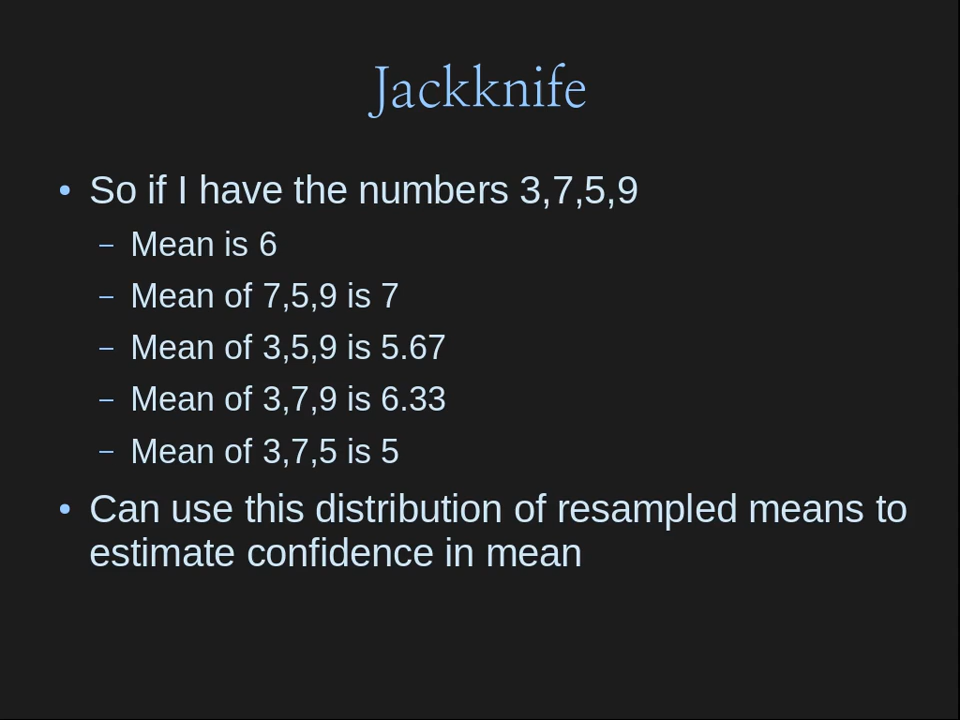 Jackknife
• So if I have the numbers 3,7,5,9
– Mean is 6
– Mean of 7,5,9 is 7
– Mean of 3,5,9 is 5.67
– Mean of 3,7,9 is 6.33
– Mean of 3,7,5 is 5
• Can use this distribution of resampled means to
estimate confidence in mean